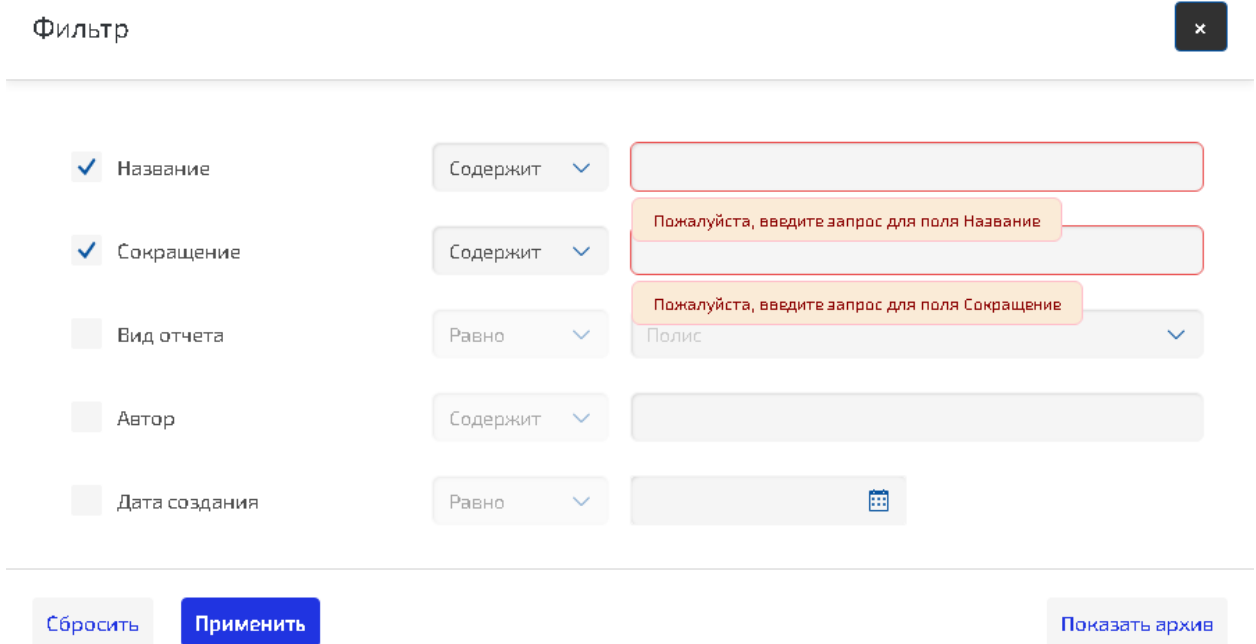 Фильтр
×
Название Содержит
Пожалуйста, введите запрос для поля Название
Сокращение Содержит
Пожалуйста, введите запрос для поля Сокращение
Вид отчета Равно Полис
Автор Содержит
Дата создания Равно
Сбросить Применить Показать архив